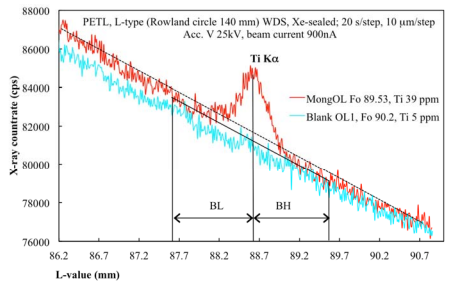 PETL, L-type (Rowland circle 140 mm) WDS, Xe-sealed; 20 s/step, 10 µm/step
Acc. V 25kV, beam current 900nA
Ti Kα
MongOL Fo 89.53, Ti 39 ppm
Blank OL1, Fo 90.2, Ti 5 ppm
X-ray countrate (cps)
88000
86000
84000
82000
80000
78000
76000
BL
BH
86.2
86.7
87.2
87.7
88.2
88.7
89.2
89.7
90.2
90.7
L-value (mm)